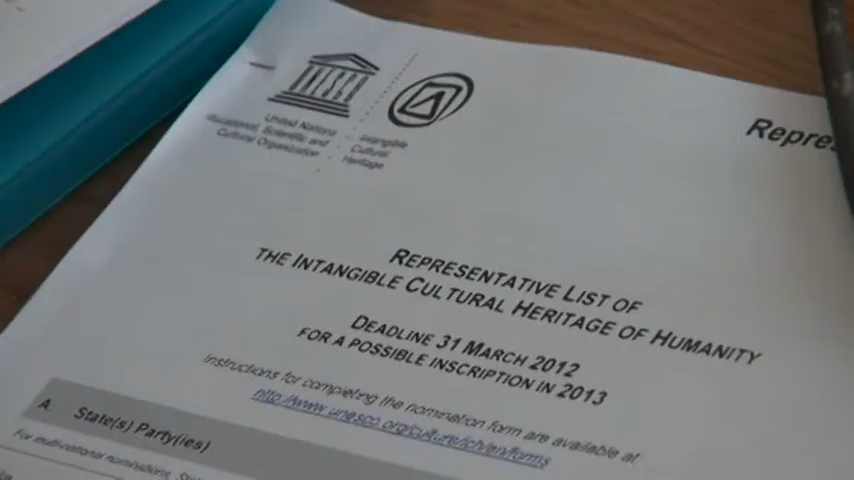 United Nations
Educational, Scientific and
Cultural Organization
Intangible
Cultural
Heritage
Repres
REPRESENTATIVE LIST OF
THE INTANGIBLE CULTURAL HERITAGE OF HUMANITY
DEADLINE 31 MARCH 2012
FOR A POSSIBLE INSCRIPTION IN 2013
Instructions for completing the nomination form are available at
http://www.unesco.org/culture/ich/en/forms
A. State(s) Party(ies)
For multi-national nominations, Sta